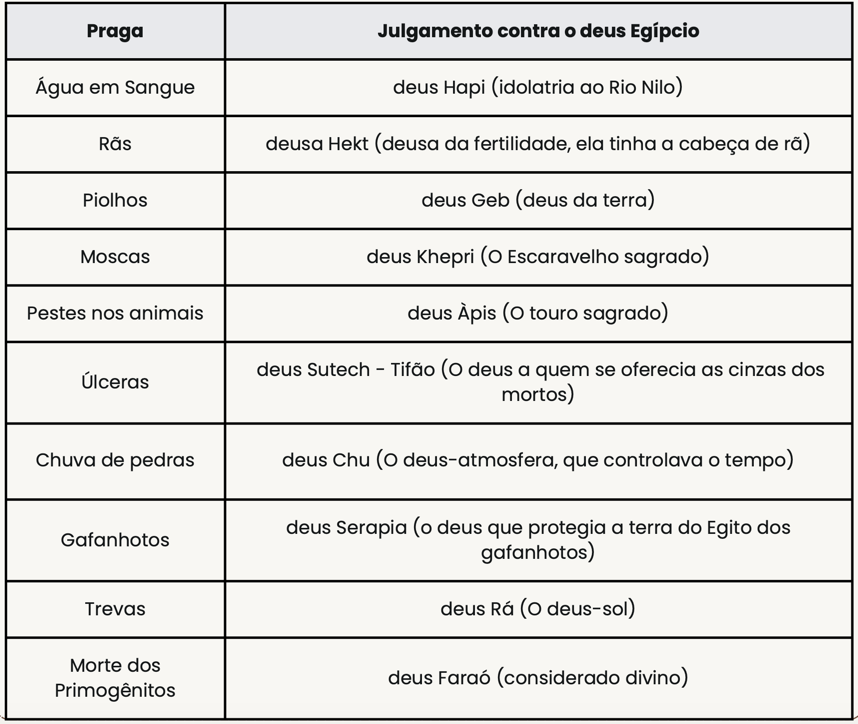 Praga
Julgamento contra o deus Egípcio
Água em Sangue
deus Hapi (idolatria ao Rio Nilo)
Rãs
deusa Hekt (deusa da fertilidade, ela tinha a cabeça de rã)
Piolhos
deus Geb (deus da terra)
Moscas
deus Khepri (O Escaravelho sagrado)
Pestes nos animais
deus Àpis (O touro sagrado)
Úlceras
deus Sutech - Tifão (O deus a quem se oferecia as cinzas dos
mortos)
Chuva de pedras
deus Chu (O deus-atmosfera, que controlava o tempo)
Gafanhotos
deus Serapia (o deus que protegia a terra do Egito dos
gafanhotos)
Trevas
deus Rá (O deus-sol)
Morte dos
Primogênitos
deus Faraó (considerado divino)